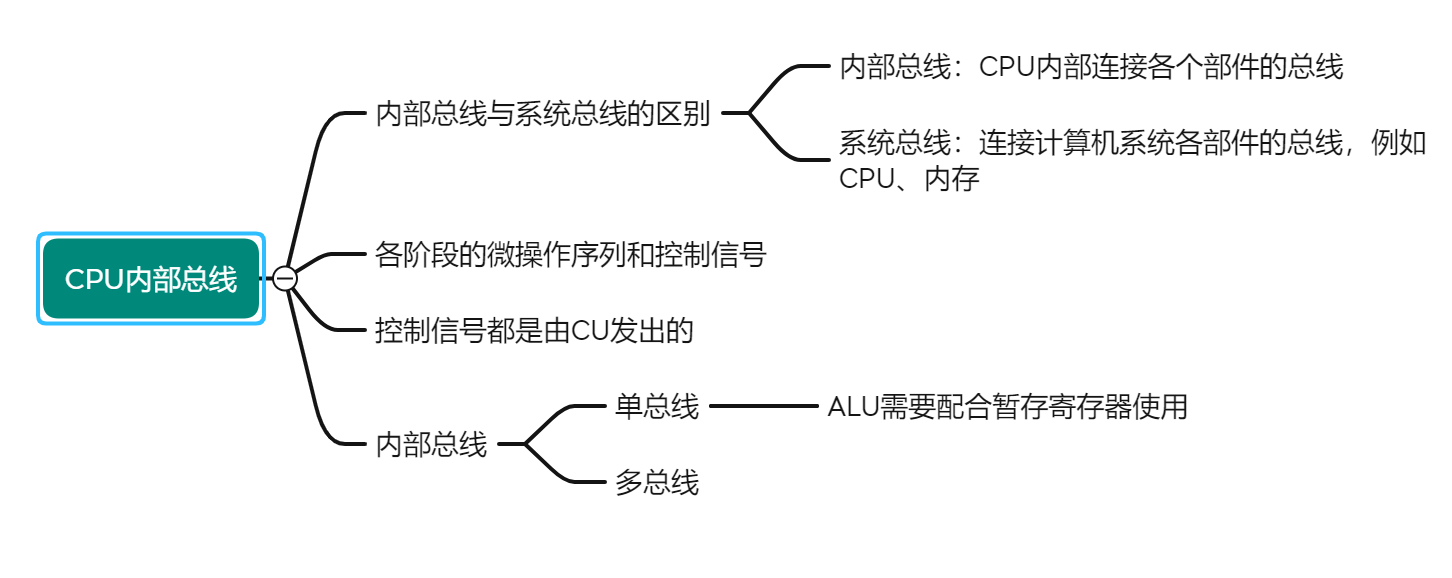 内部总线：CPU内部连接各个部件的总线
内部总线与系统总线的区别
系统总线：连接计算机系统各部件的总线，例如
CPU、内存
各阶段的微操作序列和控制信号
CPU内部总线
控制信号都是由CU发出的
单总线
ALU需要配合暂存寄存器使用
内部总线
多总线